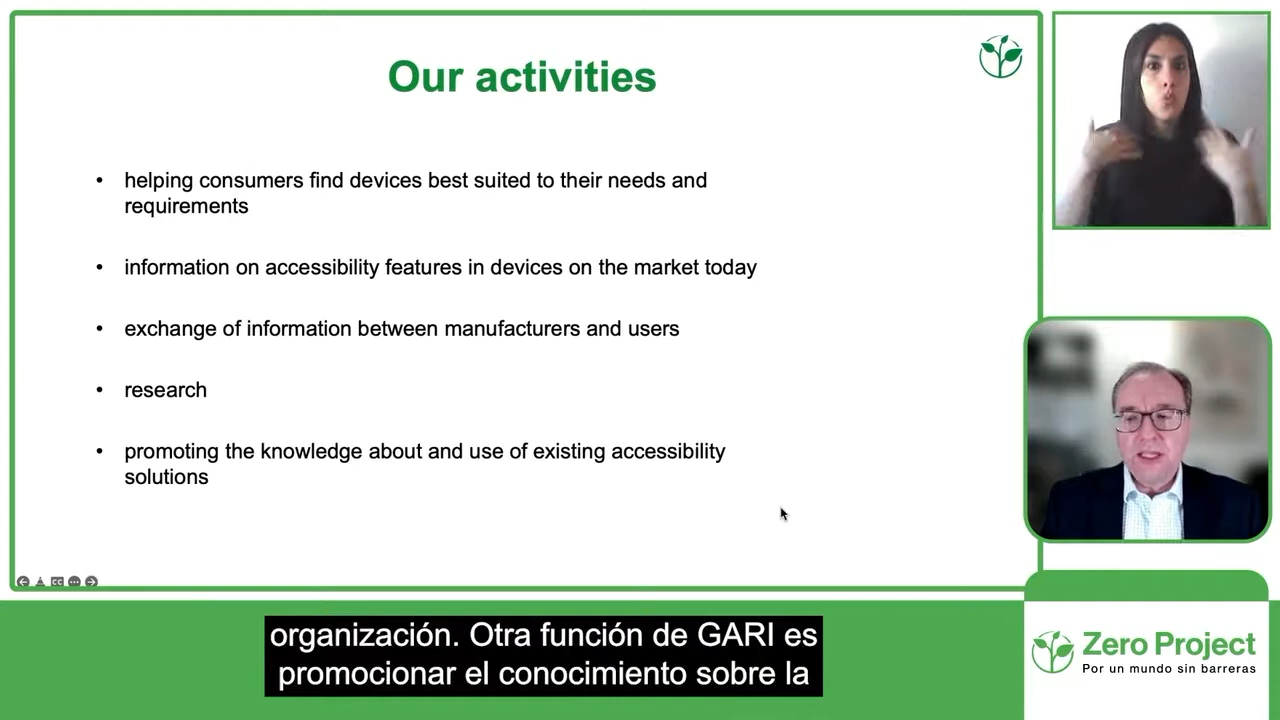 Our activities
• helping consumers find devices best suited to their needs and
requirements
• information on accessibility features in devices on the market today
• exchange of information between manufacturers and users
• research
• promoting the knowledge about and use of existing accessibility
solutions
organización. Otra función de GARI es
promocionar el conocimiento sobre la
Zero Project
Por un mundo sin barreras